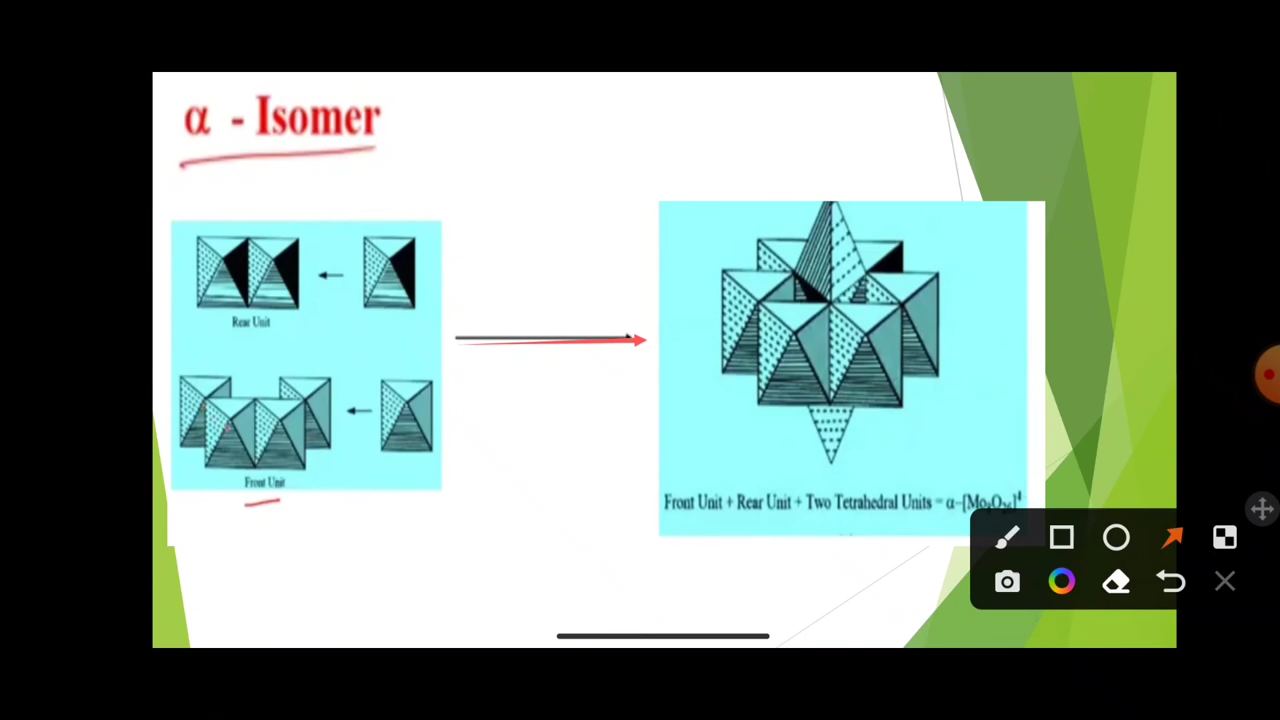 α - Isomer
Rear Unit
Front Unit
Front Unit + Rear Unit + Two Tetrahedral Units = α–[Mo₈O₂₆]⁴